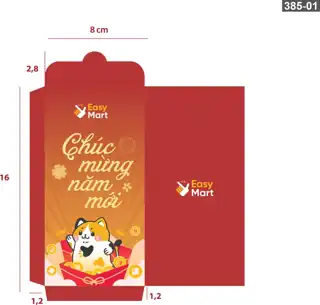 385-01
8 cm
2,8
Easy
Mart
Chúc
mừng
năm
mới
16
Easy
Mart
1,2
1,2